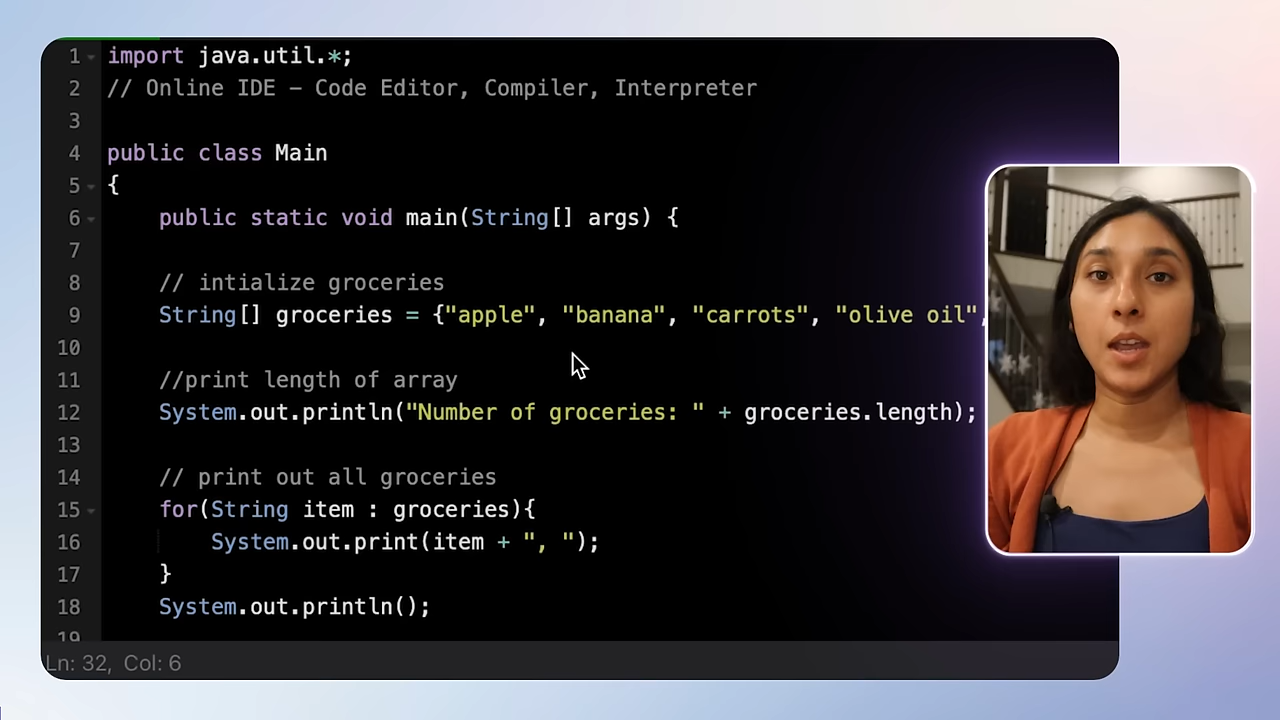 1 import java.util.*;
2 // Online IDE - Code Editor, Compiler, Interpreter
3
4 public class Main
5 {
6 public static void main(String[] args) {
7
8 // intialize groceries
9 String[] groceries = {"apple", "banana", "carrots", "olive oil",
10
11 //print length of array
12 System.out.println("Number of groceries: " + groceries.length);
13
14 // print out all groceries
15 for(String item : groceries){
16 System.out.print(item + ", ");
17 }
18 System.out.println();
19
Ln: 32, Col: 6